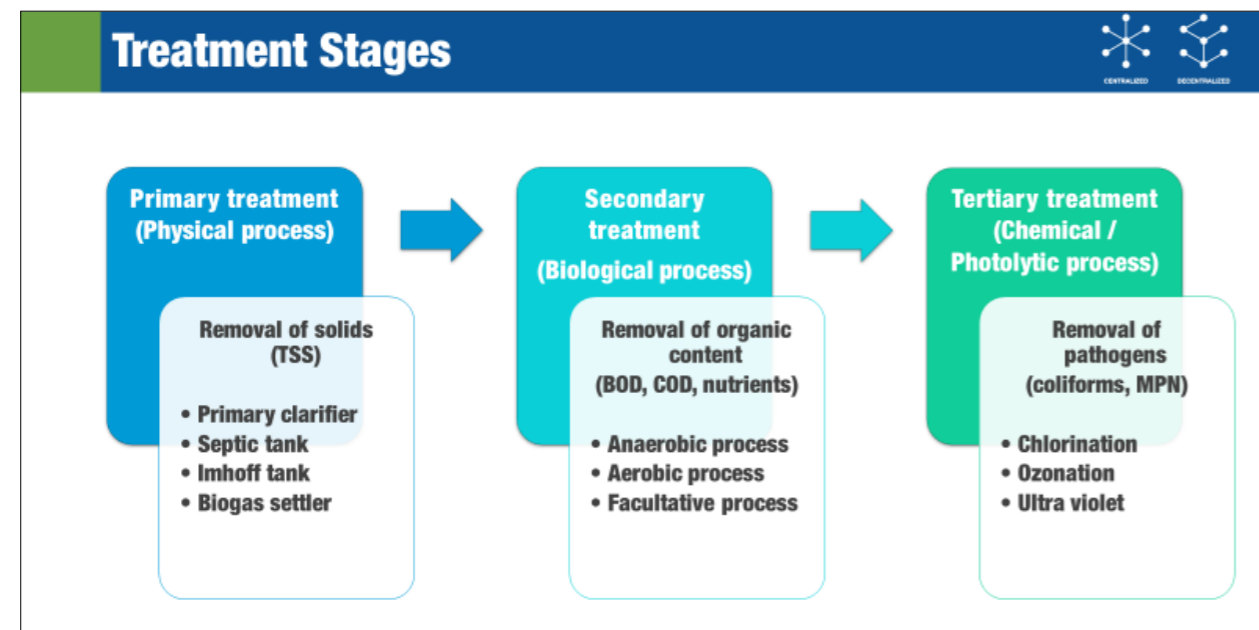 Treatment Stages
CENTRALIZED
DECENTRALIZED
Primary treatment
(Physical process)
Removal of solids
(TSS)
• Primary clarifier
• Septic tank
• Imhoff tank
• Biogas settler
Secondary
treatment
(Biological process)
Removal of organic
content
(BOD, COD, nutrients)
• Anaerobic process
• Aerobic process
• Facultative process
Tertiary treatment
(Chemical /
Photolytic process)
Removal of
pathogens
(coliforms, MPN)
• Chlorination
• Ozonation
• Ultra violet